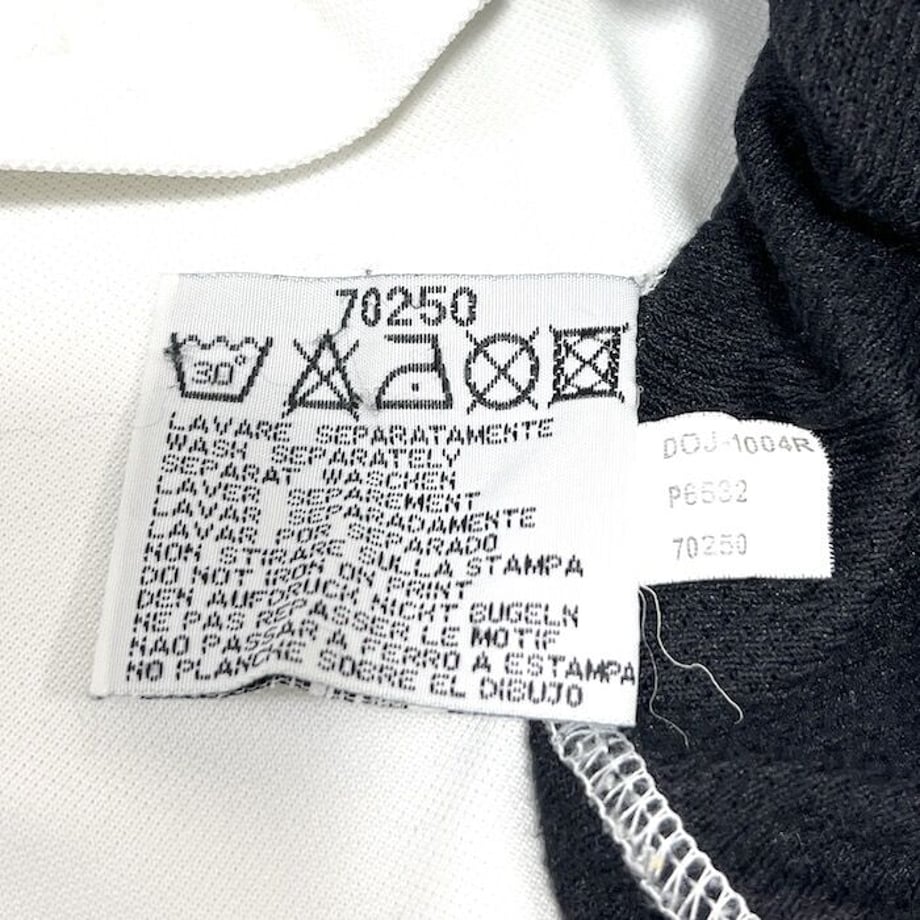 70250
30°
LAVARE SEPARATAMENTE
WASH SEPARATELY
SEPARAT WASCHEN
LAVER SEPAREMENT
LAVAR SEPARADAMENTE
LAVAR POR SEPARADO
NON STIRARE SULLA STAMPA
DO NOT IRON ON PRINT
DEN AUFDRUCK NICHT BUGELN
NE PAS REPASSER LE MOTIF
NAO PASSAR A FERRO A ESTAMPA
NO PLANCHE SOBRE EL DIBUJO
DOJ-1004R
P6532
70250